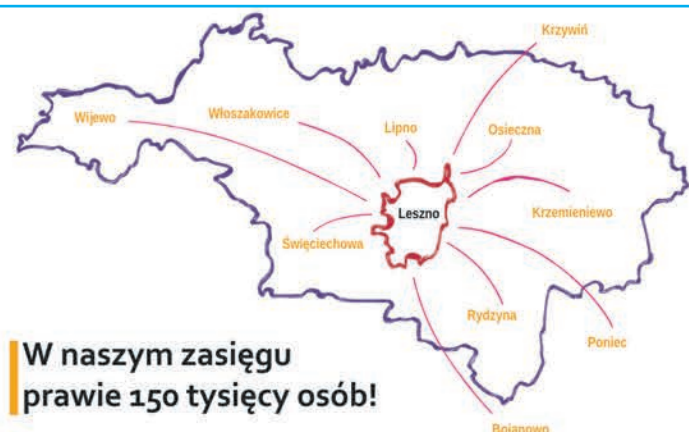 Krzywiń
Wijewo
Włoszakowice
Lipno
Osieczna
Leszno
Krzemieniewo
Święciechowa
Rydzyna
Poniec
W naszym zasięgu
prawie 150 tysięcy osób!
Bojanowo